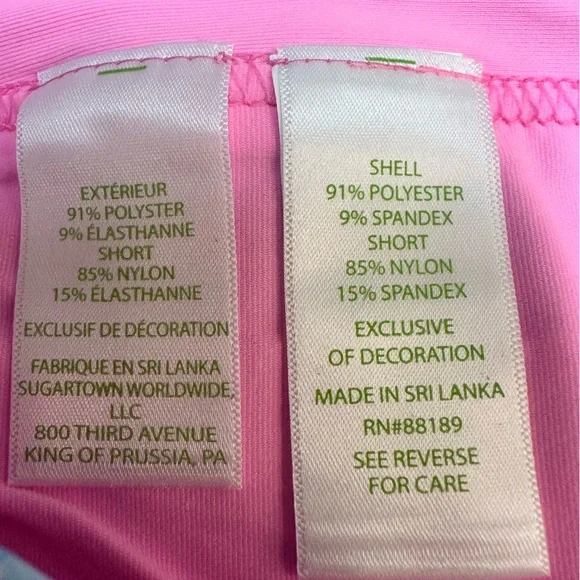 EXTÉRIEUR
91% POLYSTER
9% ÉLASTHANNE
SHORT
85% NYLON
15% ÉLASTHANNE
EXCLUSIF DE DÉCORATION
FABRIQUE EN SRI LANKA
SUGARTOWN WORLDWIDE,
LLC
800 THIRD AVENUE
KING OF PRUSSIA, PA
SHELL
91% POLYESTER
9% SPANDEX
SHORT
85% NYLON
15% SPANDEX
EXCLUSIVE
OF DECORATION
MADE IN SRI LANKA
RN#88189
SEE REVERSE
FOR CARE